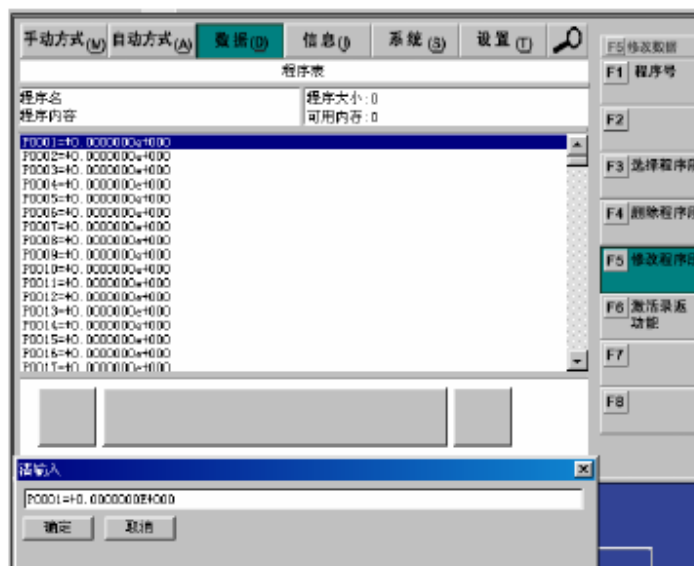 手动方式(M) 自动方式(A) 数据(D) 信息(I) 系统(S) 设置(T)
程序表
程序名
程序内容
程序大小:0
可用内存:0
P0001=+0.0000000e+000
P0002=+0.0000000e+000
P0003=+0.0000000e+000
P0004=+0.0000000e+000
P0005=+0.0000000e+000
P0006=+0.0000000e+000
P0007=+0.0000000e+000
P0008=+0.0000000e+000
P0009=+0.0000000e+000
P0010=+0.0000000e+000
P0011=+0.0000000e+000
P0012=+0.0000000e+000
P0013=+0.0000000e+000
P0014=+0.0000000e+000
P0015=+0.0000000e+000
P0016=+0.0000000e+000
P0017=+0.0000000e+000
F5 修改数据
F1 程序号
F2
F3 选择程序段
F4 删除程序段
F5 修改程序段
F6 激活录返
功能
F7
F8
请输入
P0001=+0.0000000E+000
确定 取消